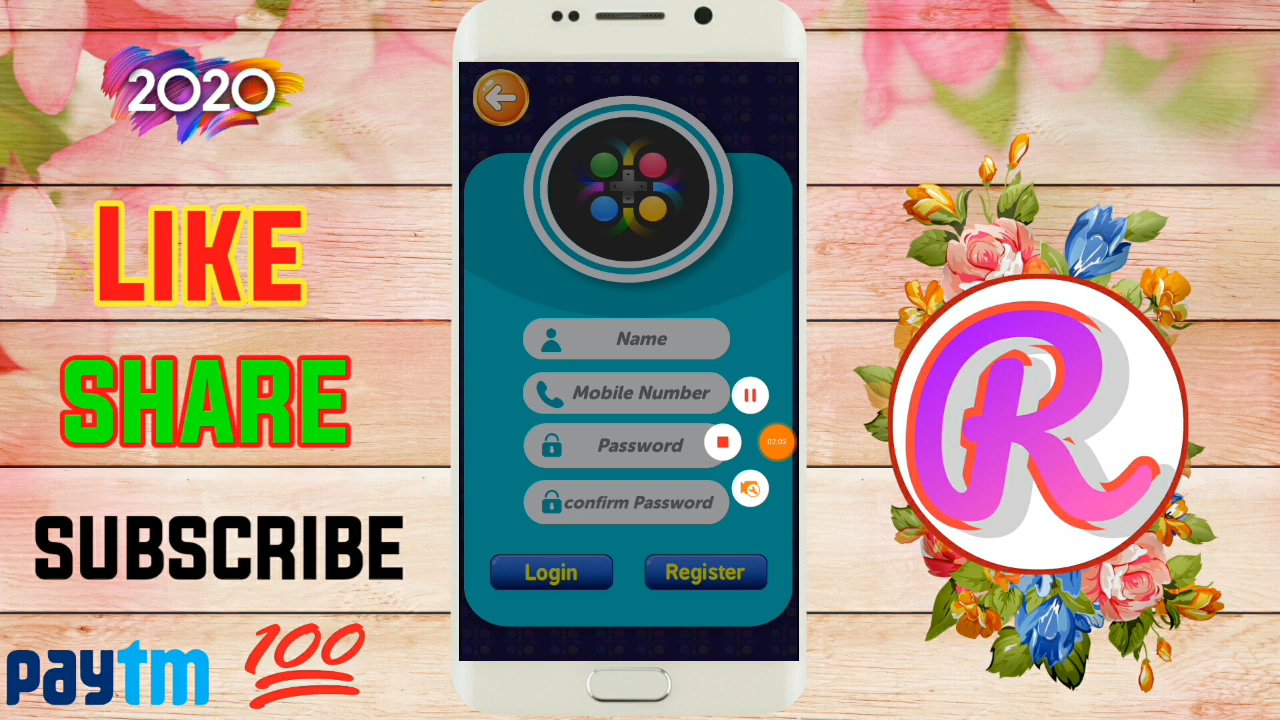 2020
LIKE
SHARE
SUBSCRIBE
paytm
100
Name
Mobile Number
Password
confirm Password
Login
Register
02:02
R